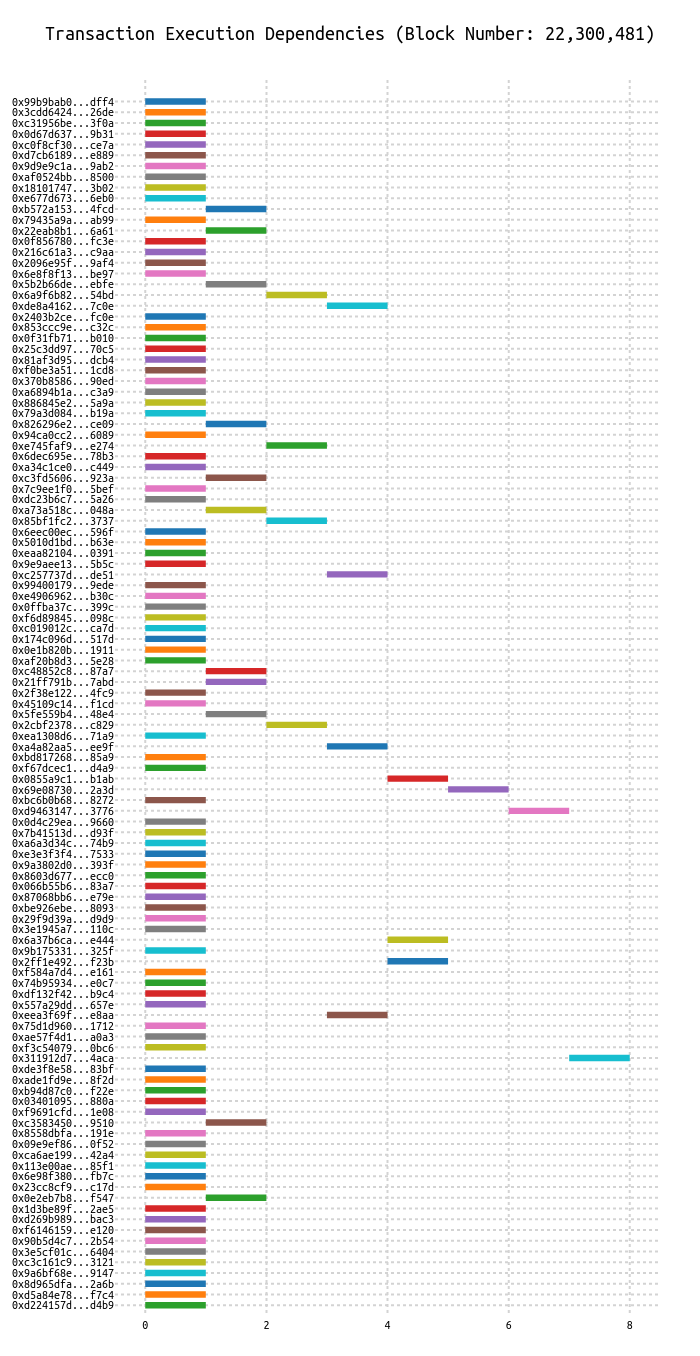 Transaction Execution Dependencies (Block Number: 22,300,481)
0x99b9bab0...dff4
0x3cdd6424...26de
0xc31956be...3f0a
0x0d67d637...9b31
0xc0f8cf30...ce7a
0xd7cb6189...e889
0x9d9e9c1a...9ab2
0xaf0524bb...8500
0x18101747...3b02
0xe677d673...6eb0
0xb572a153...4fcd
0x79435a9a...ab99
0x22eab8b1...6a61
0x0f856780...fc3e
0x216c61a3...c9aa
0x2096e95f...9af4
0x6e8f8f13...be97
0x5b2b66de...ebfe
0x6a9f6b82...54bd
0xde8a4162...7c0e
0x2403b2ce...fc0e
0x853ccc9e...c32c
0x0f31fb71...b010
0x25c3dd97...70c5
0x81af3d95...dcb4
0xf0be3a51...1cd8
0x370b8586...90ed
0xa6894b1a...c3a9
0x886845e2...5a9a
0x79a3d084...b19a
0x826296e2...ce09
0x94ca0cc2...6089
0xe745faf9...e274
0x6dec695e...78b3
0xa34c1ce0...c449
0xc3fd5606...923a
0x7c9ee1f0...5bef
0xdc23b6c7...5a26
0xa73a518c...048a
0x85bf1fc2...3737
0x6eec00ec...596f
0x5010d1bd...b63e
0xeaa82104...0391
0x9e9aee13...5b5c
0xc257737d...de51
0x99400179...9ede
0xe4906962...b30c
0x0ffba37c...399c
0xf6d89845...098c
0xc019012c...ca7d
0x174c096d...517d
0x0e1b820b...1911
0xaf20b8d3...5e28
0xc48852c8...87a7
0x21ff791b...7abd
0x2f38e122...4fc9
0x45109c14...f1cd
0x5fe559b4...48e4
0x2cbf2378...c829
0xea1308d6...71a9
0xa4a82aa5...ee9f
0xbd817268...85a9
0xf67dcec1...d4a9
0x0855a9c1...b1ab
0x69e08730...2a3d
0xbc6b0b68...8272
0xd9463147...3776
0x0d4c29ea...9660
0x7b41513d...d93f
0xa6a3d34c...74b9
0xe3e3f3f4...7533
0x9a3802d0...393f
0x8603d677...ecc0
0x066b55b6...83a7
0x87068bb6...e79e
0xbe926ebe...8093
0x29f9d39a...d9d9
0x3e1945a7...110c
0x6a37b6ca...e444
0x9b175331...325f
0x2ff1e492...f23b
0xf584a7d4...e161
0x74b95934...e0c7
0xdf132f42...b9c4
0x557a29dd...657e
0xeea3f69f...e8aa
0x75d1d960...1712
0xae57f4d1...a0a3
0xf3c54079...0bc6
0x311912d7...4aca
0xde3f8e58...83bf
0xade1fd9e...8f2d
0xb94d87c0...f22e
0x03401095...880a
0xf9691cfd...1e08
0xc3583450...9510
0x8558dbfa...191e
0x09e9ef86...0f52
0xca6ae199...42a4
0x113e00ae...85f1
0x6e98f380...fb7c
0x23cc8cf9...c17d
0x0e2eb7b8...f547
0x1d3be89f...2ae5
0xd269b989...bac3
0xf6146159...e120
0x90b5d4c7...2b54
0x3e5cf01c...6404
0xc3c161c9...3121
0x9a6bf68e...9147
0x8d965dfa...2a6b
0xd5a84e78...f7c4
0xd224157d...d4b9
0 2 4 6 8